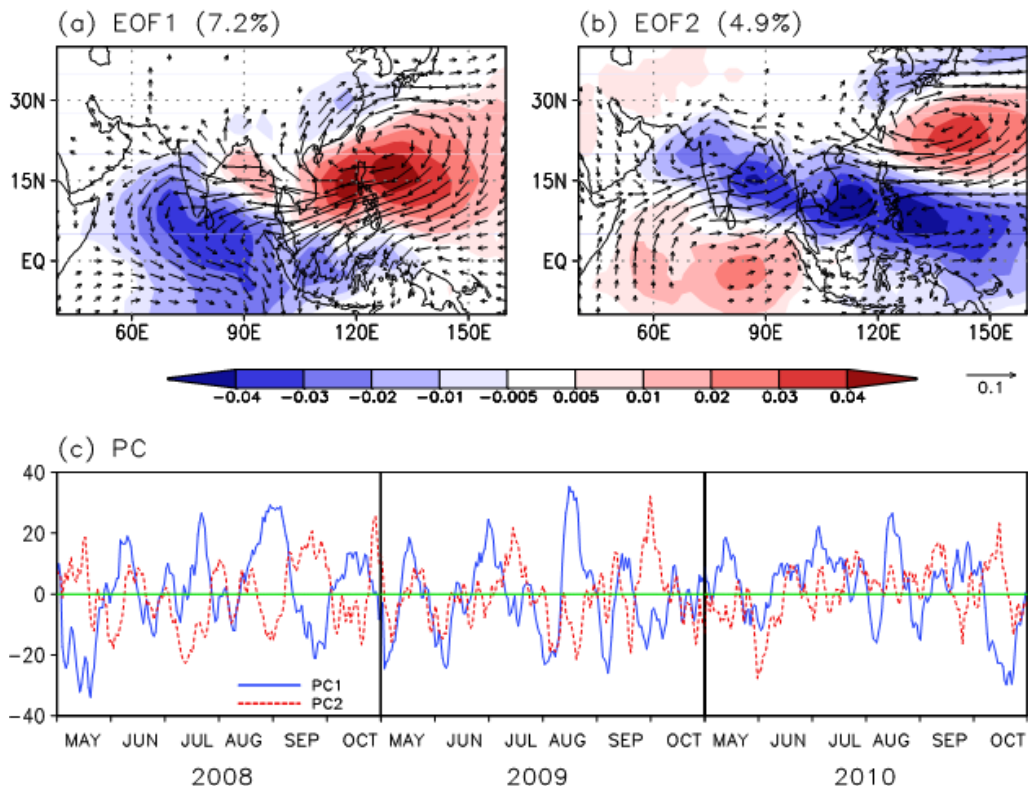 (a) EOF1 (7.2%) (b) EOF2 (4.9%)
30N 30N
15N 15N
EQ EQ
60E 90E 120E 150E 60E 90E 120E 150E
-0.04 -0.03 -0.02 -0.01 -0.005 0.005 0.01 0.02 0.03 0.04 0.1
(c) PC
40
20
0
-20
-40
PC1
PC2
MAY JUN JUL AUG SEP OCT MAY JUN JUL AUG SEP OCT MAY JUN JUL AUG SEP OCT
2008 2009 2010